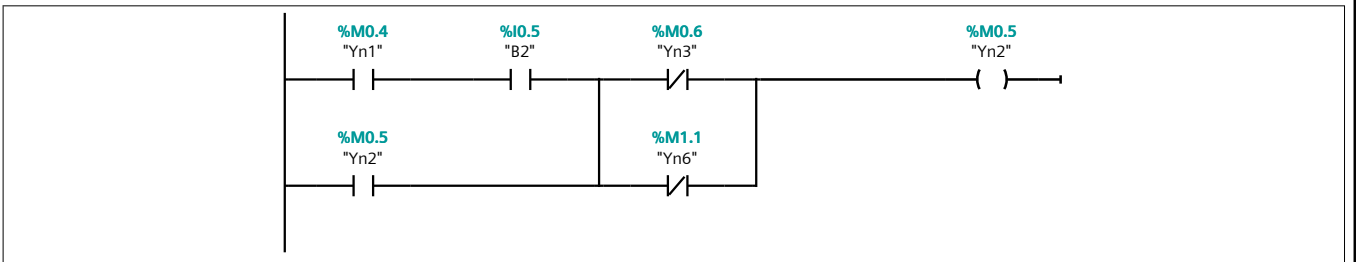 %M0.4 %I0.5 %M0.6 %M0.5
"Yn1" "B2" "Yn3" "Yn2"
%M0.5 %M1.1
"Yn2" "Yn6"